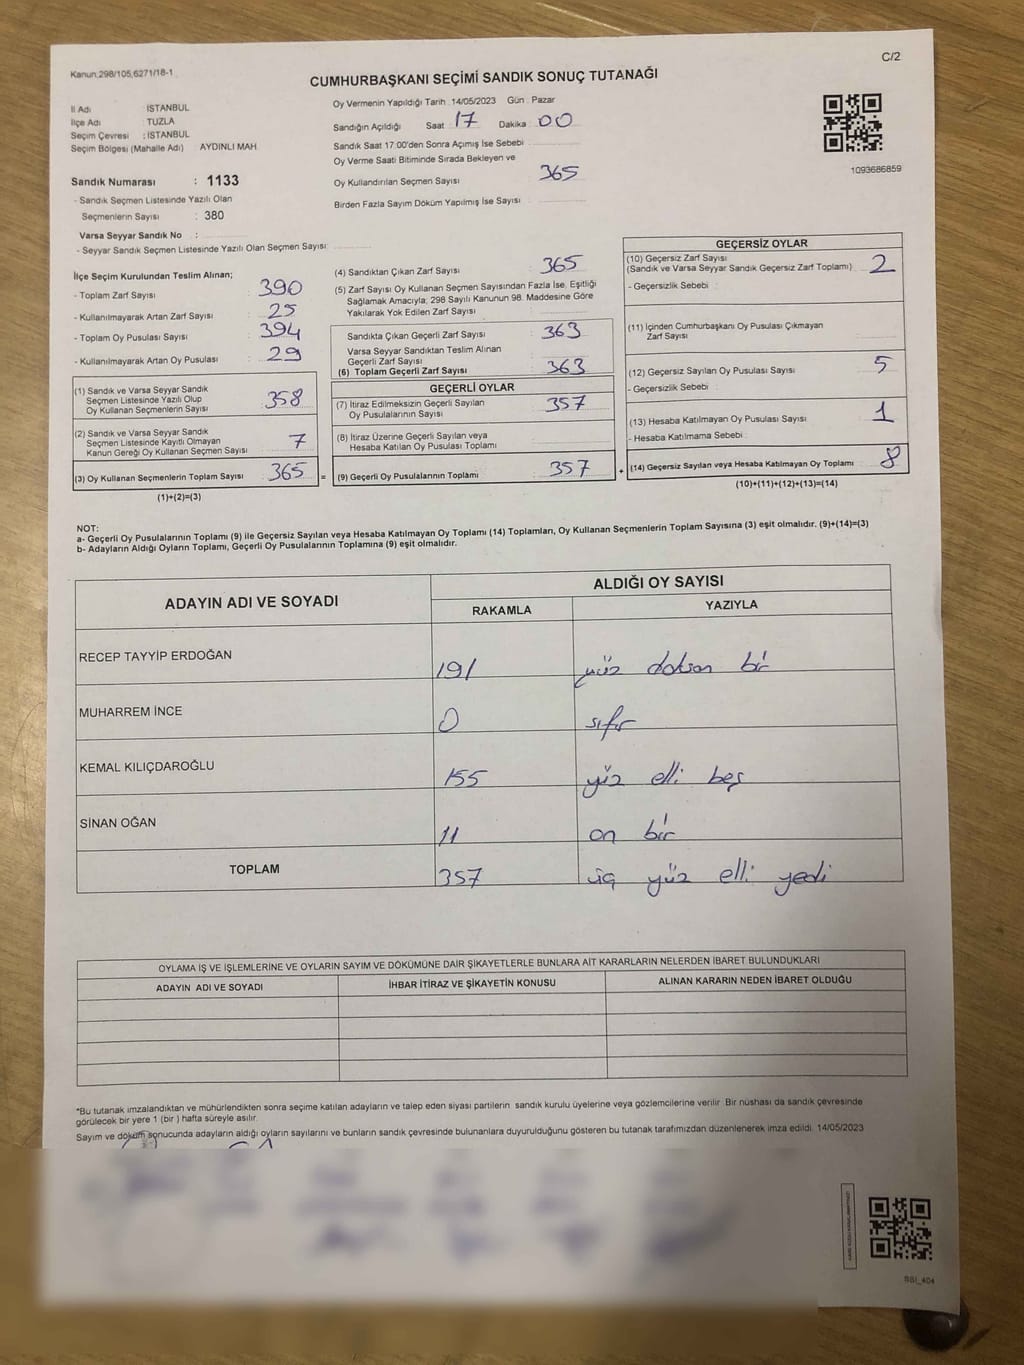 Kanun,298/105,6271/18-1
C/2
CUMHURBAŞKANI SEÇİMİ SANDIK SONUÇ TUTANAĞI
İl Adı : İSTANBUL
İlçe Adı : TUZLA
Seçim Çevresi : İSTANBUL
Seçim Bölgesi (Mahalle Adı) AYDINLI MAH
Sandık Numarası : 1133
- Sandık Seçmen Listesinde Yazılı Olan
Seçmenlerin Sayısı : 380
Varsa Seyyar Sandık No :
- Seyyar Sandık Seçmen Listesinde Yazılı Olan Seçmen Sayısı:
Oy Vermenin Yapıldığı Tarih : 14/05/2023 Gün : Pazar
Sandığın Açıldığı Saat 17 Dakika 00
Sandık Saat 17:00'den Sonra Açımış İse Sebebi
Oy Verme Saati Bitiminde Sırada Bekleyen ve
Oy Kullandırılan Seçmen Sayısı 365
Birden Fazla Sayım Döküm Yapılmış İse Sayısı
1093686859
İlçe Seçim Kurulundan Teslim Alınan;
- Toplam Zarf Sayısı : 390
- Kullanılmayarak Artan Zarf Sayısı : 25
- Toplam Oy Pusulası Sayısı : 394
- Kullanılmayarak Artan Oy Pusulası : 29
(1) Sandık ve Varsa Seyyar Sandık
Seçmen Listesinde Yazılı Olup
Oy Kullanan Seçmenlerin Sayısı 358
(2) Sandık ve Varsa Seyyar Sandık
Seçmen Listesinde Kayıtlı Olmayan
Kanun Gereği Oy Kullanan Seçmen Sayısı 7
(3) Oy Kullanan Seçmenlerin Toplam Sayısı 365 =
(1)+(2)=(3)
(4) Sandıktan Çıkan Zarf Sayısı 365
(5) Zarf Sayısı Oy Kullanan Seçmen Sayısından Fazla İse, Eşitliği
Sağlamak Amacıyla; 298 Sayılı Kanunun 98. Maddesine Göre
Yakılarak Yok Edilen Zarf Sayısı
Sandıkta Çıkan Geçerli Zarf Sayısı 363
Varsa Seyyar Sandıktan Teslim Alınan
Geçerli Zarf Sayısı
(6) Toplam Geçerli Zarf Sayısı 363
GEÇERLİ OYLAR
(7) İtiraz Edilmeksizin Geçerli Sayılan
Oy Pusulalarının Sayısı 357
(8) İtiraz Üzerine Geçerli Sayılan veya
Hesaba Katılan Oy Pusulası Toplamı
(9) Geçerli Oy Pusulalarının Toplamı 357 +
GEÇERSİZ OYLAR
(10) Geçersiz Zarf Sayısı
(Sandık ve Varsa Seyyar Sandık Geçersiz Zarf Toplamı) 2
- Geçersizlik Sebebi :
(11) İçinden Cumhurbaşkanı Oy Pusulası Çıkmayan
Zarf Sayısı
(12) Geçersiz Sayılan Oy Pusulası Sayısı 5
- Geçersizlik Sebebi :
(13) Hesaba Katılmayan Oy Pusulası Sayısı 1
- Hesaba Katılmama Sebebi :
(14) Geçersiz Sayılan veya Hesaba Katılmayan Oy Toplamı 8
(10)+(11)+(12)+(13)=(14)
NOT:
a- Geçerli Oy Pusulalarının Toplamı (9) ile Geçersiz Sayılan veya Hesaba Katılmayan Oy Toplamı (14) Toplamları, Oy Kullanan Seçmenlerin Toplam Sayısına (3) eşit olmalıdır. (9)+(14)=(3)
b- Adayların Aldığı Oyların Toplamı, Geçerli Oy Pusulalarının Toplamına (9) eşit olmalıdır.
ADAYIN ADI VE SOYADI
ALDIĞI OY SAYISI
RAKAMLA YAZIYLA
RECEP TAYYİP ERDOĞAN 191 yüz doksan bir
MUHARREM İNCE 0 sıfır
KEMAL KILIÇDAROĞLU 155 yüz elli beş
SİNAN OĞAN 11 on bir
TOPLAM 357 üç yüz elli yedi
OYLAMA İŞ VE İŞLEMLERİNE VE OYLARIN SAYIM VE DÖKÜMÜNE DAİR ŞİKAYETLERLE BUNLARA AİT KARARLARIN NELERDEN İBARET BULUNDUKLARI
ADAYIN ADI VE SOYADI İHBAR İTİRAZ VE ŞİKAYETİN KONUSU ALINAN KARARIN NEDEN İBARET OLDUĞU
*Bu tutanak imzalandıktan ve mühürlendikten sonra seçime katılan adayların ve talep eden siyasi partilerin sandık kurulu üyelerine veya gözlemcilerine verilir. Bir nüshası da sandık çevresinde
görülecek bir yere 1 (bir) hafta süreyle asılır.
Sayım ve döküm sonucunda adayların aldığı oyların sayılarını ve bunların sandık çevresinde bulunanlara duyurulduğunu gösteren bu tutanak tarafımızdan düzenlenerek imza edildi. 14/05/2023